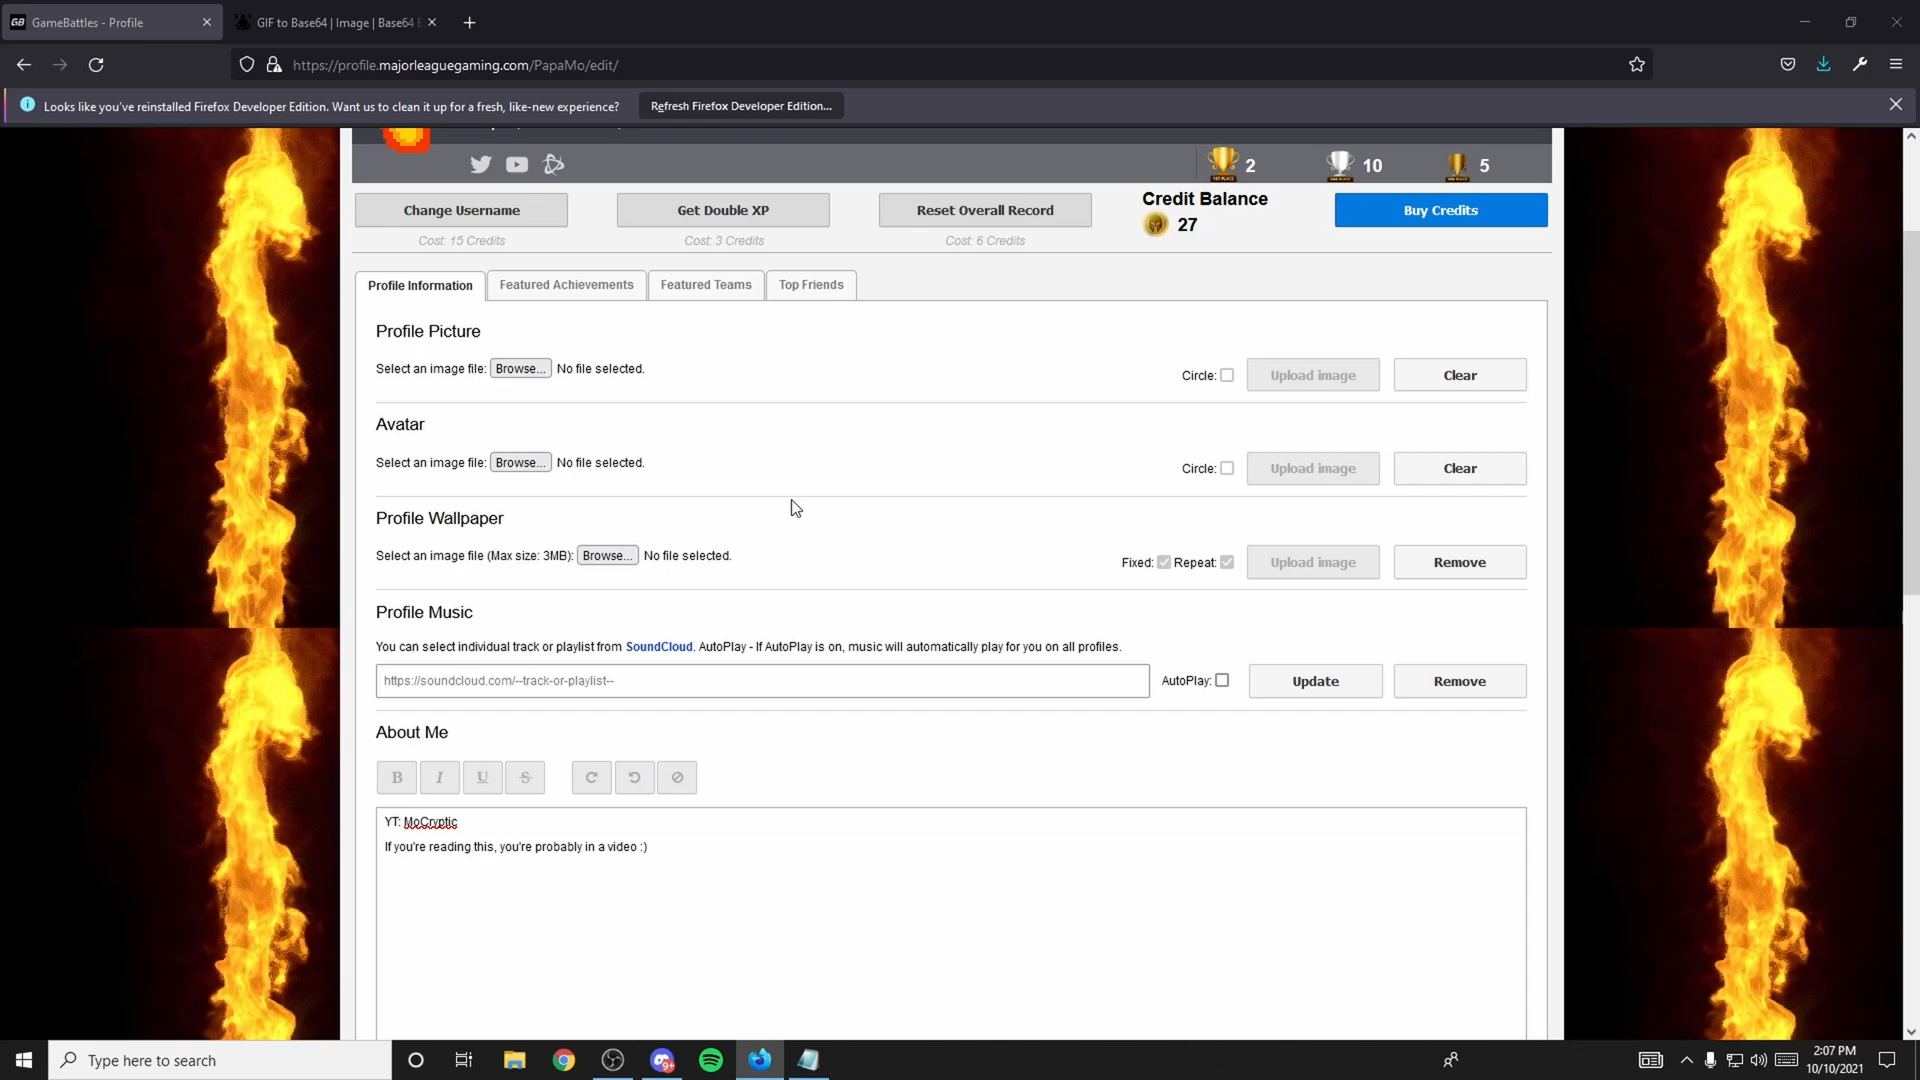 GB GameBattles - Profile
GIF to Base64 | Image | Base64
https://profile.majorleaguegaming.com/PapaMo/edit/
Looks like you've reinstalled Firefox Developer Edition. Want us to clean it up for a fresh, like-new experience? Refresh Firefox Developer Edition...
2 10 5
Change Username Get Double XP Reset Overall Record Credit Balance 27 Buy Credits
Cost: 15 Credits Cost: 3 Credits Cost: 6 Credits
Profile Information Featured Achievements Featured Teams Top Friends
Profile Picture
Select an image file: Browse... No file selected. Circle: Upload image Clear
Avatar
Select an image file: Browse... No file selected. Circle: Upload image Clear
Profile Wallpaper
Select an image file (Max size: 3MB): Browse... No file selected. Fixed: Repeat: Upload image Remove
Profile Music
You can select individual track or playlist from SoundCloud. AutoPlay - If AutoPlay is on, music will automatically play for you on all profiles.
https://soundcloud.com/--track-or-playlist-- AutoPlay: Update Remove
About Me
B I U S
YT: MoCryptic
If you're reading this, you're probably in a video :)
Type here to search
9+
2:07 PM
10/10/2021